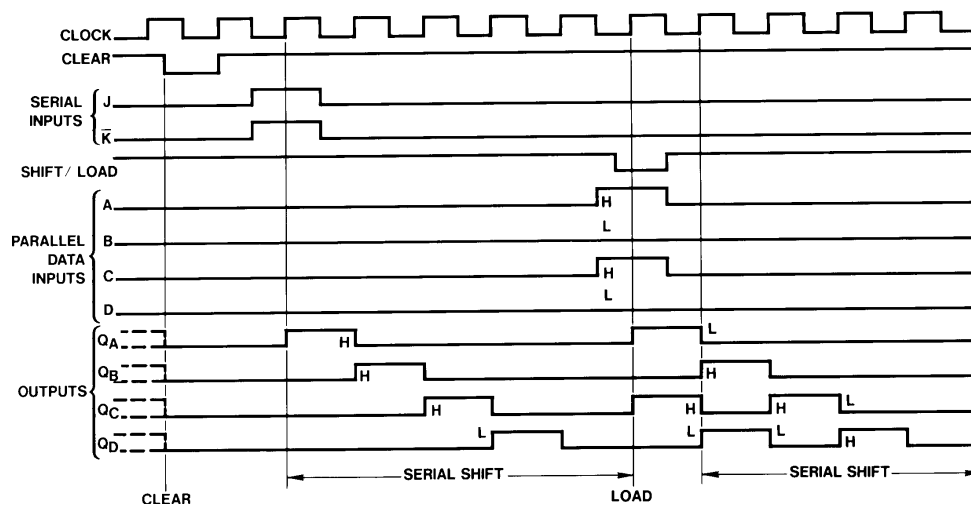 CLOCK
CLEAR
SERIAL
INPUTS
J
K̅
SHIFT/ LOAD
PARALLEL
DATA
INPUTS
A
H
L
B
C
H
L
D
OUTPUTS
QA
H
L
QB
H
H
QC
H
H
H
L
QD
L
L
L
H
SERIAL SHIFT
SERIAL SHIFT
CLEAR
LOAD